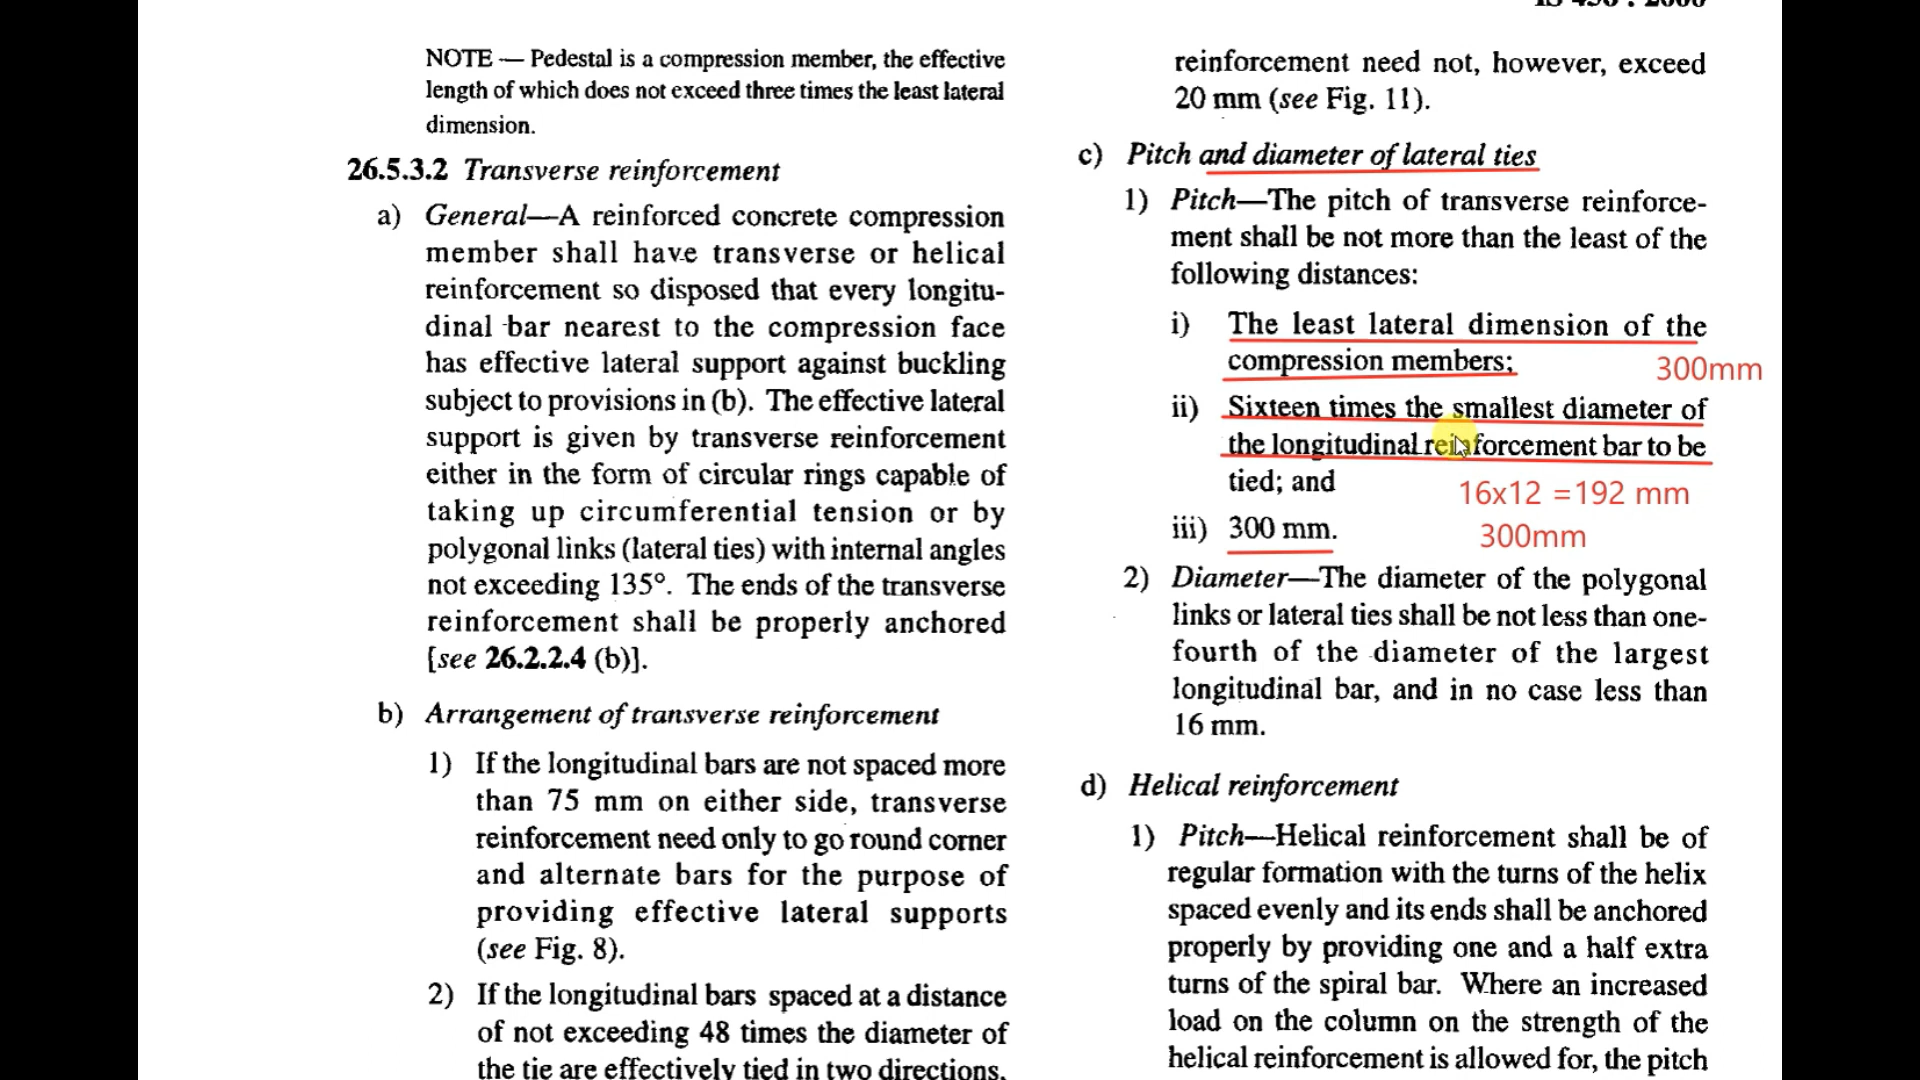 NOTE — Pedestal is a compression member, the effective
length of which does not exceed three times the least lateral
dimension.
26.5.3.2 Transverse reinforcement
a) General—A reinforced concrete compression
member shall have transverse or helical
reinforcement so disposed that every longitu-
dinal bar nearest to the compression face
has effective lateral support against buckling
subject to provisions in (b). The effective lateral
support is given by transverse reinforcement
either in the form of circular rings capable of
taking up circumferential tension or by
polygonal links (lateral ties) with internal angles
not exceeding 135°. The ends of the transverse
reinforcement shall be properly anchored
[see 26.2.2.4 (b)].
b) Arrangement of transverse reinforcement
1) If the longitudinal bars are not spaced more
than 75 mm on either side, transverse
reinforcement need only to go round corner
and alternate bars for the purpose of
providing effective lateral supports
(see Fig. 8).
2) If the longitudinal bars spaced at a distance
of not exceeding 48 times the diameter of
the tie are effectively tied in two directions,
IS 456 : 2000
reinforcement need not, however, exceed
20 mm (see Fig. 11).
c) Pitch and diameter of lateral ties
1) Pitch—The pitch of transverse reinforce-
ment shall be not more than the least of the
following distances:
i) The least lateral dimension of the
compression members; 300mm
ii) Sixteen times the smallest diameter of
the longitudinal reinforcement bar to be
tied; and 16x12 =192 mm
iii) 300 mm. 300mm
2) Diameter—The diameter of the polygonal
links or lateral ties shall be not less than one-
fourth of the diameter of the largest
longitudinal bar, and in no case less than
16 mm.
d) Helical reinforcement
1) Pitch—Helical reinforcement shall be of
regular formation with the turns of the helix
spaced evenly and its ends shall be anchored
properly by providing one and a half extra
turns of the spiral bar. Where an increased
load on the column on the strength of the
helical reinforcement is allowed for, the pitch